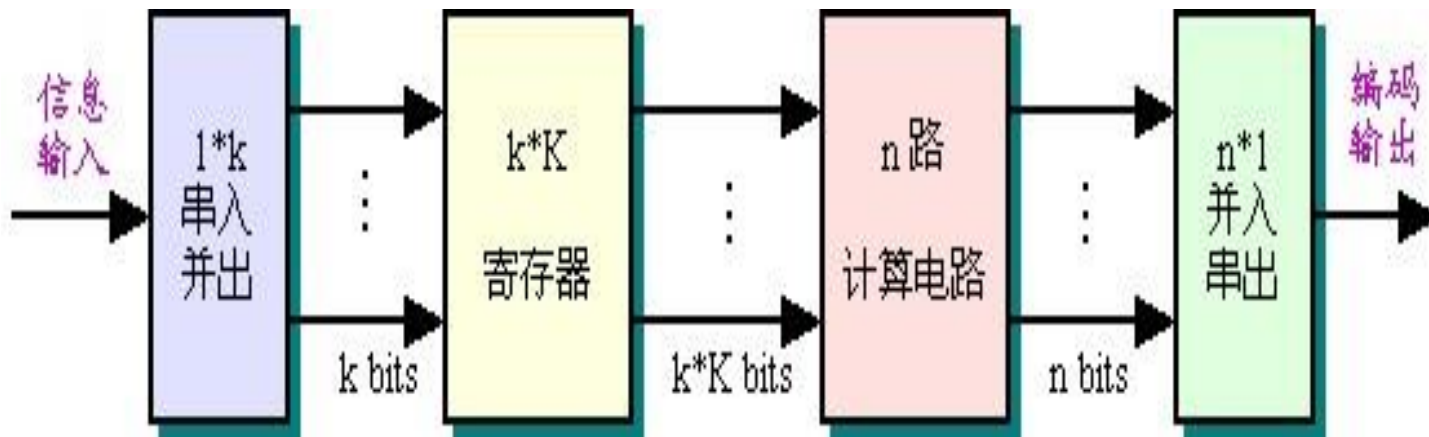 信息
输入
1*k
串入
并出
k bits
k*K
寄存器
k*K bits
n 路
计算电路
n bits
n*1
并入
串出
编码
输出